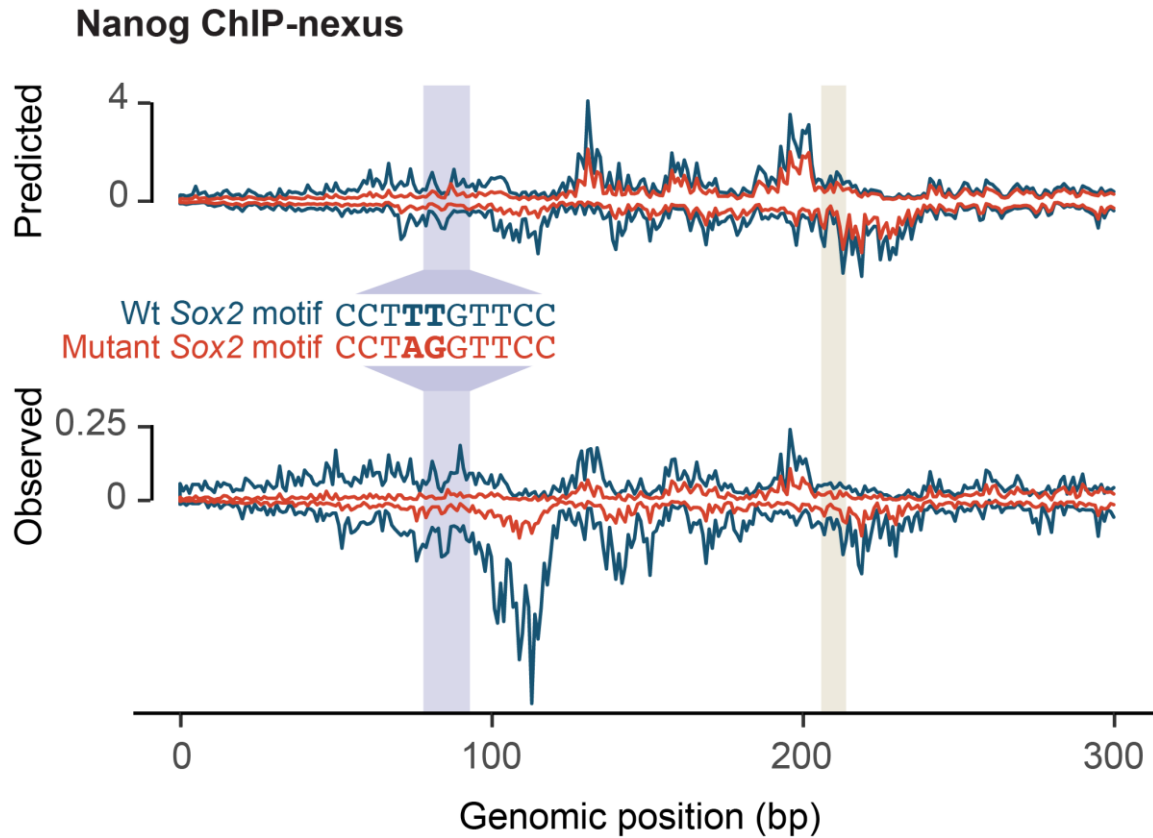 Nanog ChIP-nexus
Predicted
4
0
Wt Sox2 motif CCTTTGTTCC
Mutant Sox2 motif CCTAGGTTCC
Observed
0.25
0
0 100 200 300
Genomic position (bp)